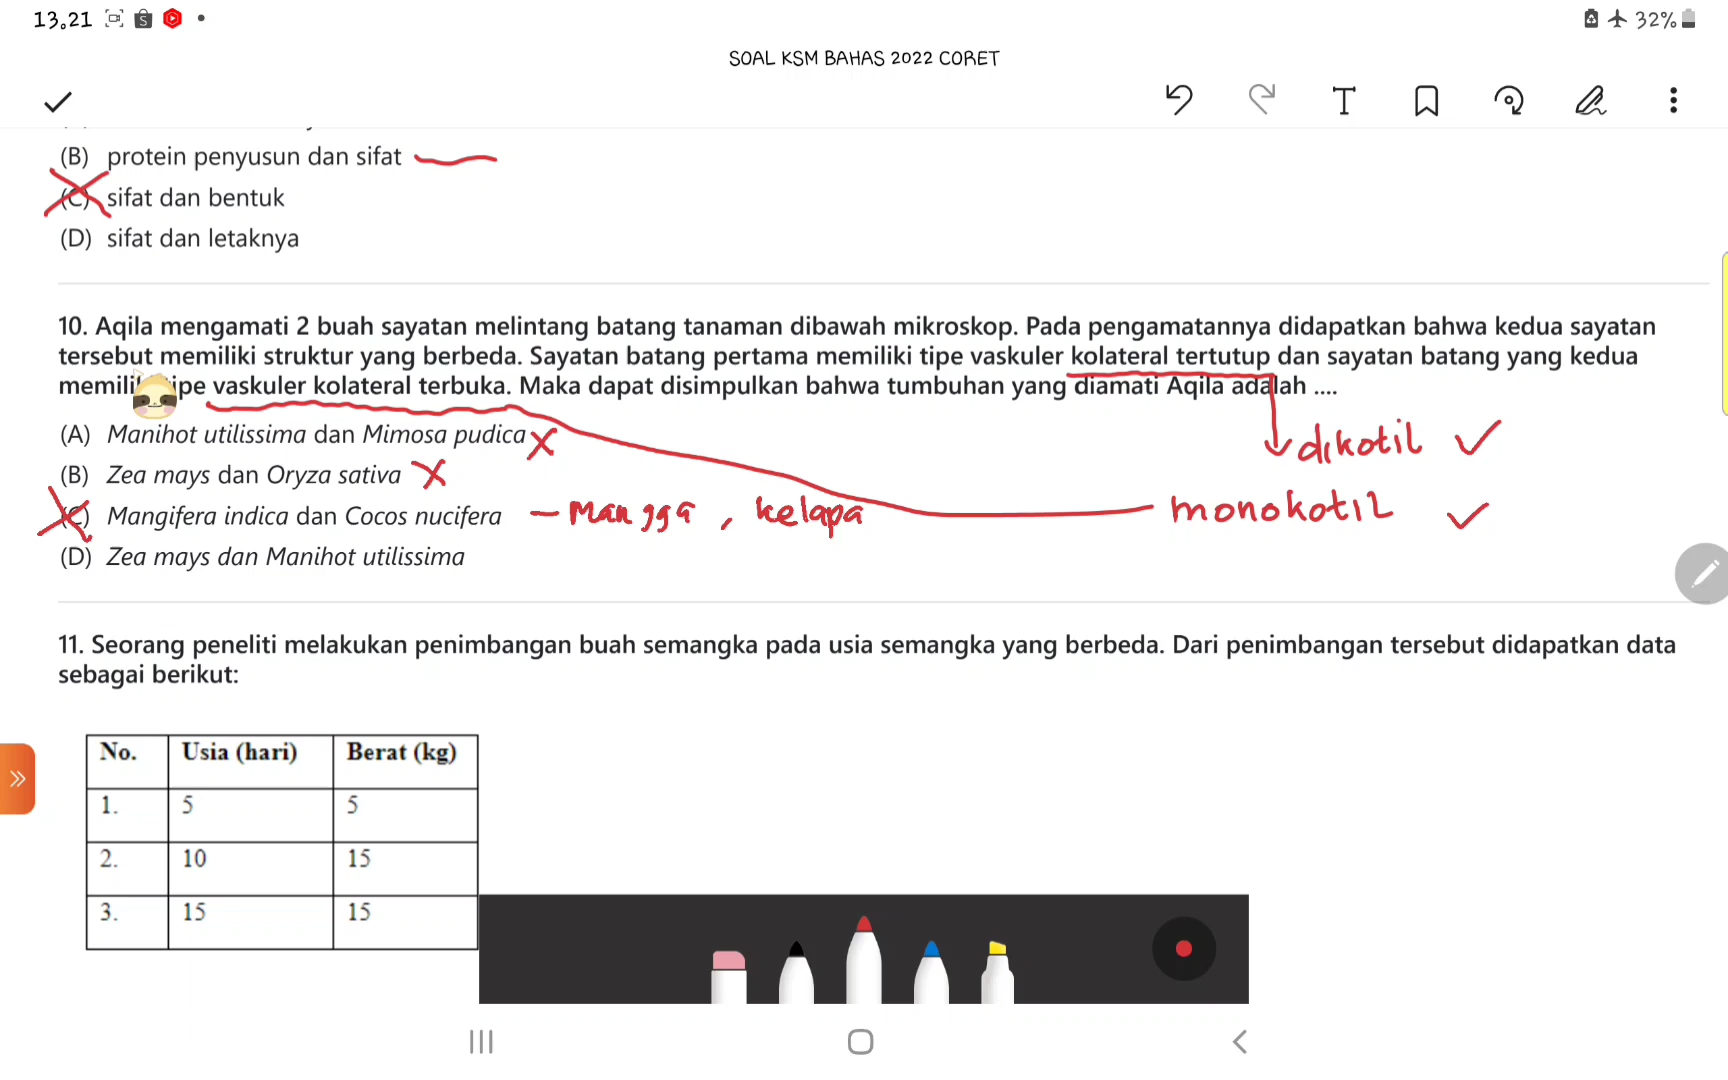 13.21
32%
SOAL KSM BAHAS 2022 CORET
(B) protein penyusun dan sifat
(C) sifat dan bentuk
(D) sifat dan letaknya
10. Aqila mengamati 2 buah sayatan melintang batang tanaman dibawah mikroskop. Pada pengamatannya didapatkan bahwa kedua sayatan
tersebut memiliki struktur yang berbeda. Sayatan batang pertama memiliki tipe vaskuler kolateral tertutup dan sayatan batang yang kedua
memiliki tipe vaskuler kolateral terbuka. Maka dapat disimpulkan bahwa tumbuhan yang diamati Aqila adalah ....
(A) Manihot utilissima dan Mimosa pudica X
dikotil ✓
(B) Zea mays dan Oryza sativa X
(C) Mangifera indica dan Cocos nucifera – Mangga, kelapa
monokotil ✓
(D) Zea mays dan Manihot utilissima
11. Seorang peneliti melakukan penimbangan buah semangka pada usia semangka yang berbeda. Dari penimbangan tersebut didapatkan data
sebagai berikut:
No. Usia (hari) Berat (kg)
1. 5 5
2. 10 15
3. 15 15